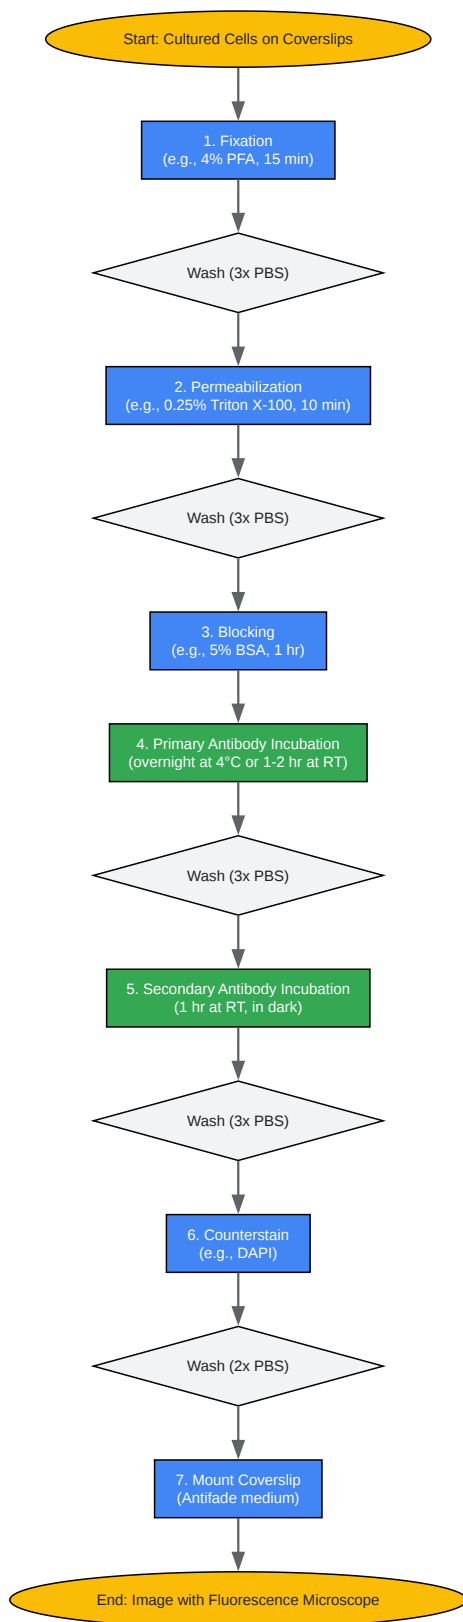 Start: Cultured Cells on Coverslips
1. Fixation
(e.g., 4% PFA, 15 min)
Wash (3x PBS)
2. Permeabilization
(e.g., 0.25% Triton X-100, 10 min)
Wash (3x PBS)
3. Blocking
(e.g., 5% BSA, 1 hr)
4. Primary Antibody Incubation
(overnight at 4°C or 1-2 hr at RT)
Wash (3x PBS)
5. Secondary Antibody Incubation
(1 hr at RT, in dark)
Wash (3x PBS)
6. Counterstain
(e.g., DAPI)
Wash (2x PBS)
7. Mount Coverslip
(Antifade medium)
End: Image with Fluorescence Microscope